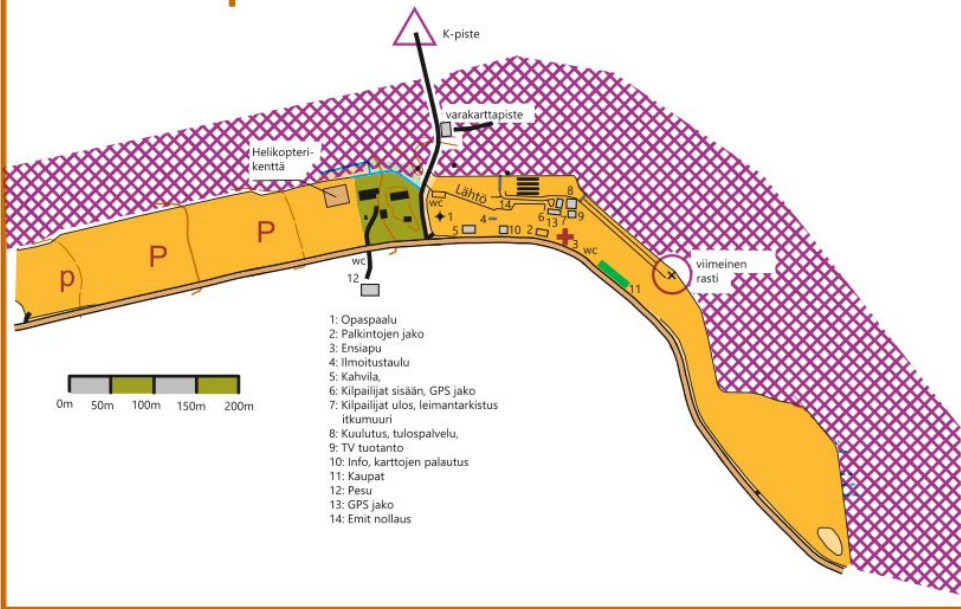 K-piste
varakarttapiste
Helikopteri-
kenttä
Lähtö
wc
14
8
1
4
6
13
7
9
5
10
2
3
wc
P
P
p
wc
12
11
viimeinen
rasti
1: Opaspaalu
2: Palkintojen jako
3: Ensiapu
4: Ilmoitustaulu
5: Kahvila,
6: Kilpailijat sisään, GPS jako
7: Kilpailijat ulos, leimantarkistus
itkumuuri
8: Kuulutus, tulospalvelu,
9: TV tuotanto
10: Info, karttojen palautus
11: Kaupat
12: Pesu
13: GPS jako
14: Emit nollaus
0m 50m 100m 150m 200m